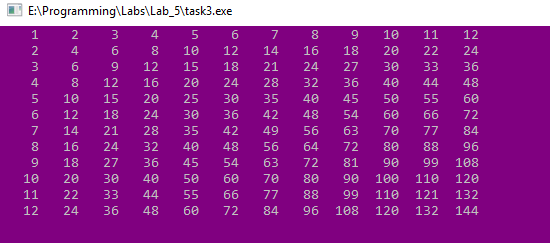 E:\Programming\Labs\Lab_5\task3.exe
1 2 3 4 5 6 7 8 9 10 11 12
2 4 6 8 10 12 14 16 18 20 22 24
3 6 9 12 15 18 21 24 27 30 33 36
4 8 12 16 20 24 28 32 36 40 44 48
5 10 15 20 25 30 35 40 45 50 55 60
6 12 18 24 30 36 42 48 54 60 66 72
7 14 21 28 35 42 49 56 63 70 77 84
8 16 24 32 40 48 56 64 72 80 88 96
9 18 27 36 45 54 63 72 81 90 99 108
10 20 30 40 50 60 70 80 90 100 110 120
11 22 33 44 55 66 77 88 99 110 121 132
12 24 36 48 60 72 84 96 108 120 132 144